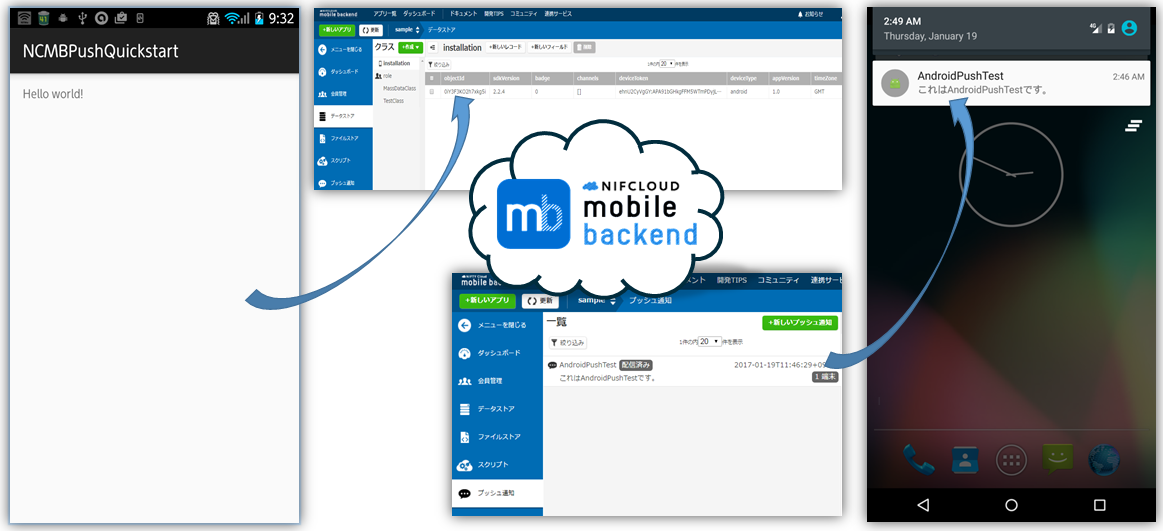 9:32
NCMBPushQuickstart
Hello world!
mobile backend
アプリ一覧 ダッシュボード ドキュメント 開発TIPS コミュニティ 連携サービス お知らせ
+新しいアプリ 更新 sample データストア
メニューを閉じる
ダッシュボード
会員管理
データストア
ファイルストア
スクリプト
プッシュ通知
クラス +作成
installation
role
MassDataClass
TestClass
installation +新しいレコード +新しいフィールド 削除
絞り込み 1件の内 20 件を表示
objectId sdkVersion badge channels deviceToken deviceType appVersion timeZone
2.2.4 0 [] android 1.0 GMT
NIFCLOUD
mobile
backend
mb
NIFTY Cloud
mobile
開発TIPS コミュニティ
+新しいアプリ 更新 sample プッシュ通知
メニューを閉じる
ダッシュボード
会員管理
データストア
ファイルストア
スクリプト
プッシュ通知
一覧 +新しいプッシュ通知
絞り込み 1件の内 20 件を表示
AndroidPushTest 配信済み 2017-01-19T11:46:29+09
これはAndroidPushTestです。 1 端末
2:49 AM
Thursday, January 19
4G
AndroidPushTest 2:46 AM
これはAndroidPushTestです。